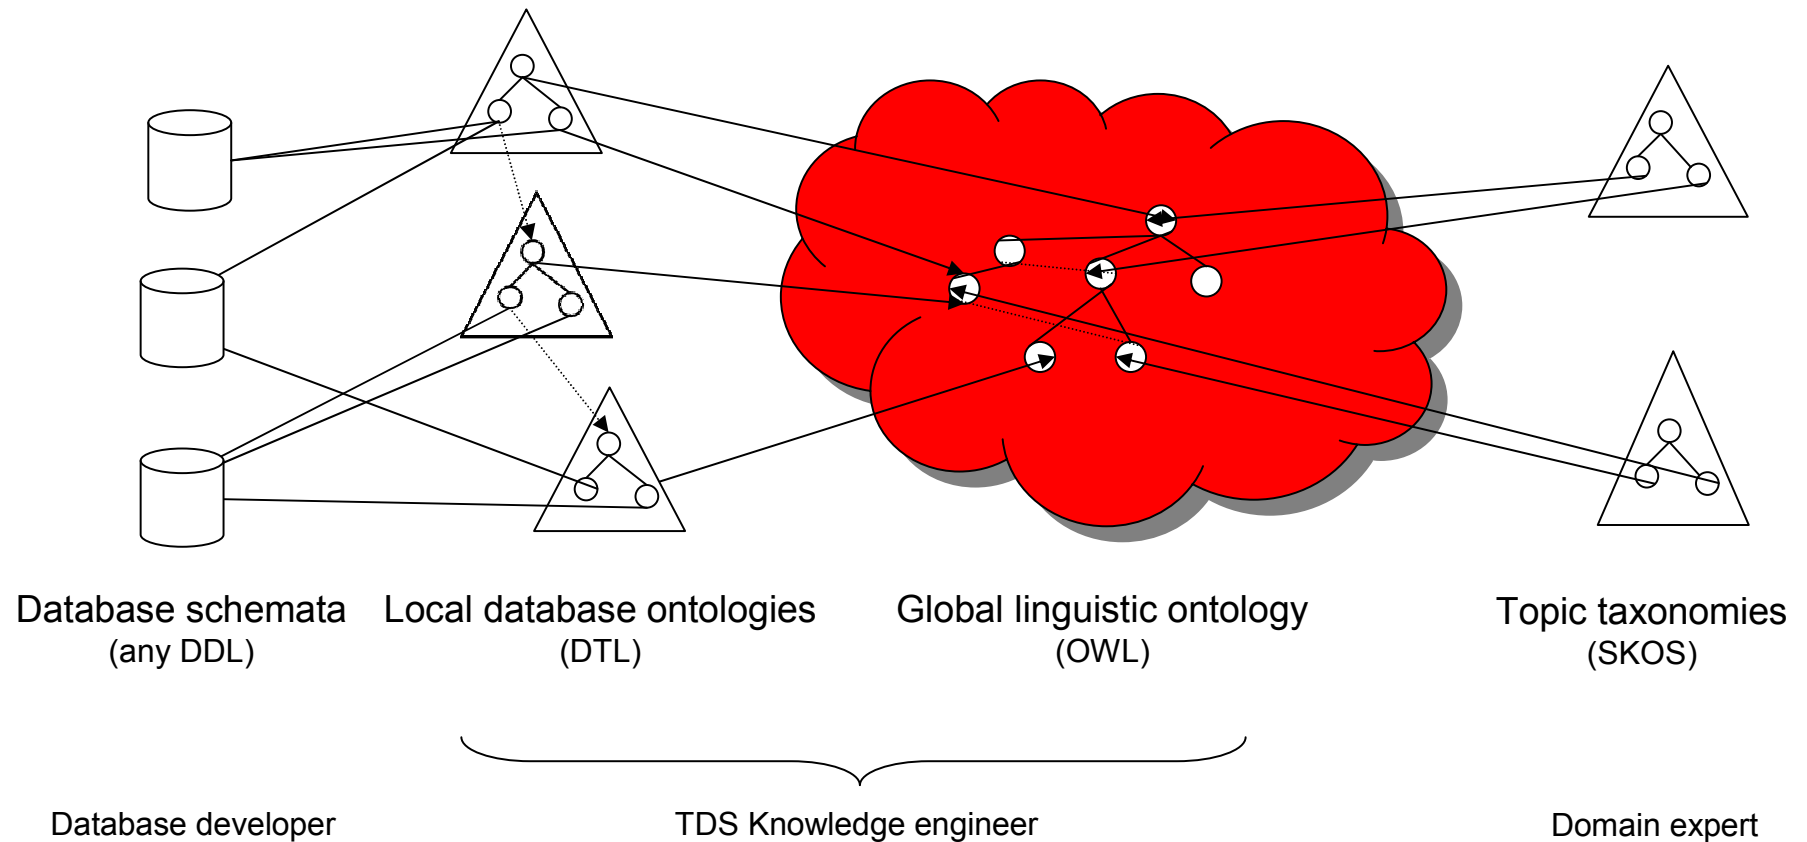 Database schemata
(any DDL)
Local database ontologies
(DTL)
Global linguistic ontology
(OWL)
Topic taxonomies
(SKOS)
Database developer
TDS Knowledge engineer
Domain expert